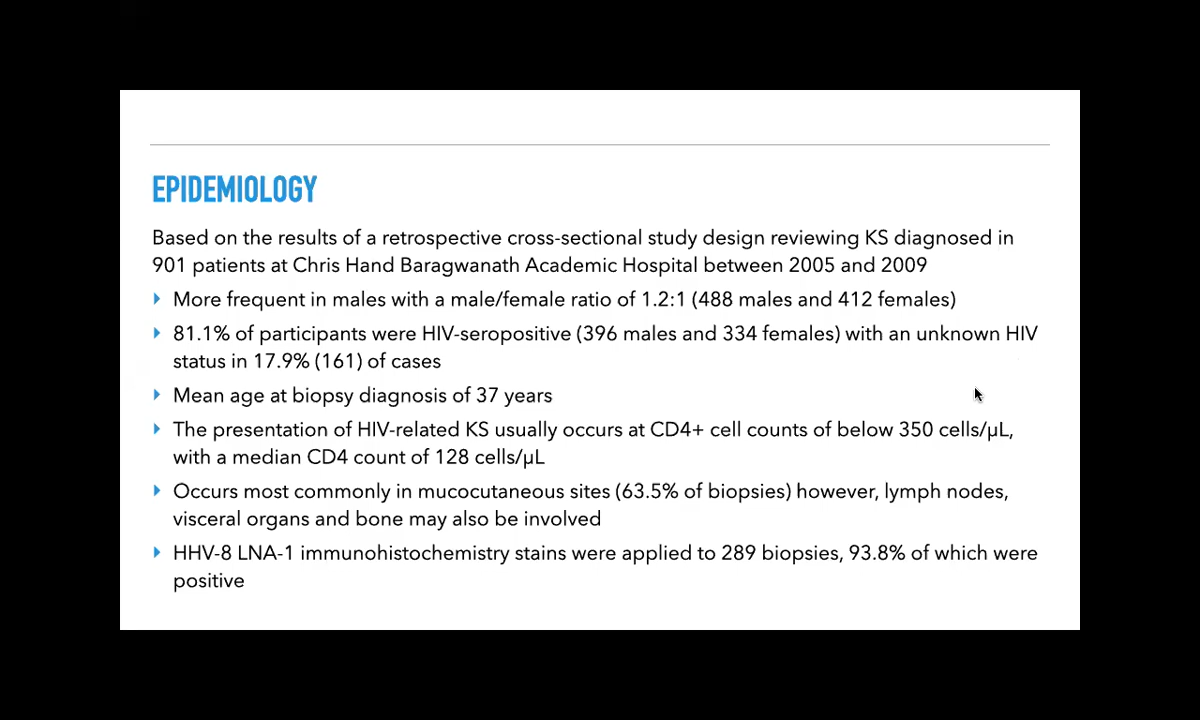 EPIDEMIOLOGY
Based on the results of a retrospective cross-sectional study design reviewing KS diagnosed in
901 patients at Chris Hand Baragwanath Academic Hospital between 2005 and 2009
More frequent in males with a male/female ratio of 1.2:1 (488 males and 412 females)
81.1% of participants were HIV-seropositive (396 males and 334 females) with an unknown HIV
status in 17.9% (161) of cases
Mean age at biopsy diagnosis of 37 years
The presentation of HIV-related KS usually occurs at CD4+ cell counts of below 350 cells/µL,
with a median CD4 count of 128 cells/µL
Occurs most commonly in mucocutaneous sites (63.5% of biopsies) however, lymph nodes,
visceral organs and bone may also be involved
HHV-8 LNA-1 immunohistochemistry stains were applied to 289 biopsies, 93.8% of which were
positive